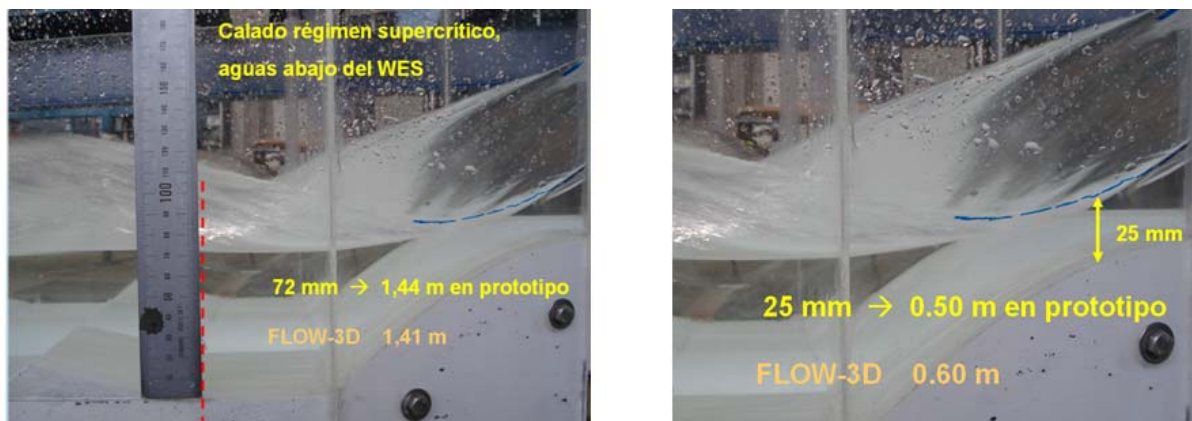 Calado régimen supercrítico,
aguas abajo del WES
100
72 mm → 1,44 m en prototipo
FLOW-3D 1,41 m
25 mm
25 mm → 0.50 m en prototipo
FLOW-3D 0.60 m